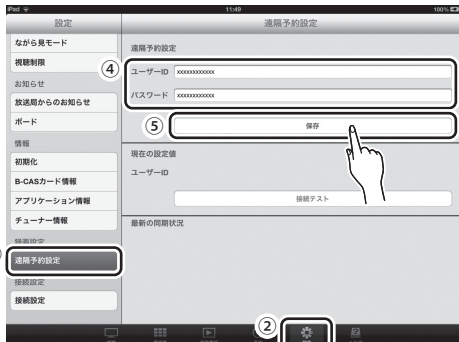 iPad
11:49
100%
設定
遠隔予約設定
ながら見モード
視聴制限
お知らせ
放送局からのお知らせ
ボード
情報
初期化
B-CASカード情報
アプリケーション情報
チューナー情報
録画設定
遠隔予約設定
接続設定
接続設定
遠隔予約設定
④
ユーザーID xxxxxxxxxxxx
パスワード xxxxxxxxxxxx
⑤
保存
現在の設定値
ユーザーID
接続テスト
最新の同期状況
②